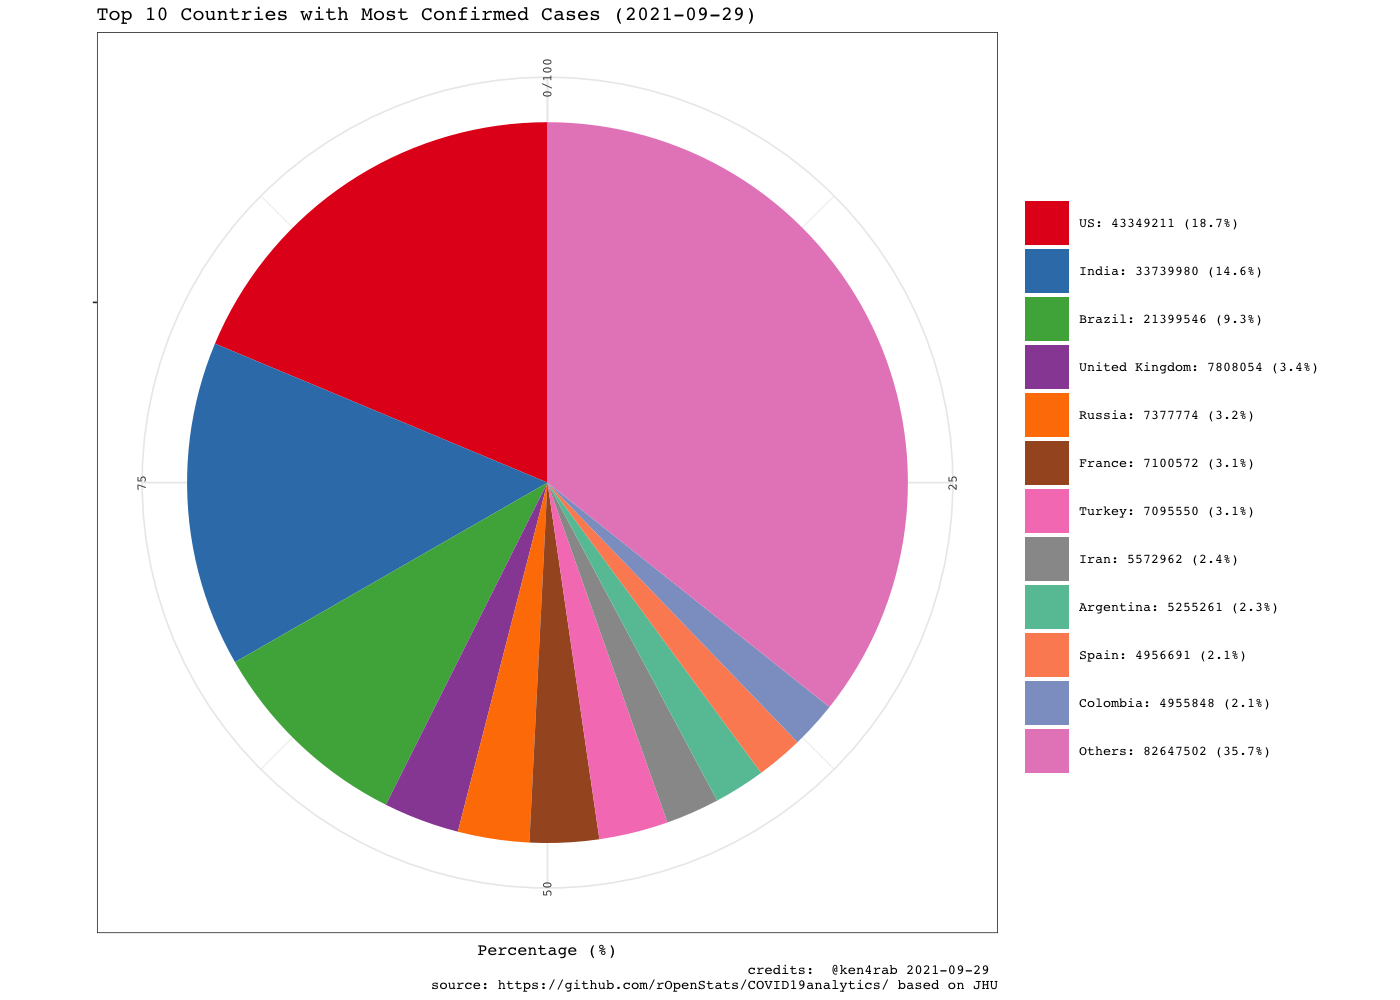 Top 10 Countries with Most Confirmed Cases (2021-09-29)
0/100
25
50
75
US: 43349211 (18.7%)
India: 33739980 (14.6%)
Brazil: 21399546 (9.3%)
United Kingdom: 7808054 (3.4%)
Russia: 7377774 (3.2%)
France: 7100572 (3.1%)
Turkey: 7095550 (3.1%)
Iran: 5572962 (2.4%)
Argentina: 5255261 (2.3%)
Spain: 4956691 (2.1%)
Colombia: 4955848 (2.1%)
Others: 82647502 (35.7%)
Percentage (%)
credits:  @ken4rab 2021-09-29
source: https://github.com/rOpenStats/COVID19analytics/ based on JHU